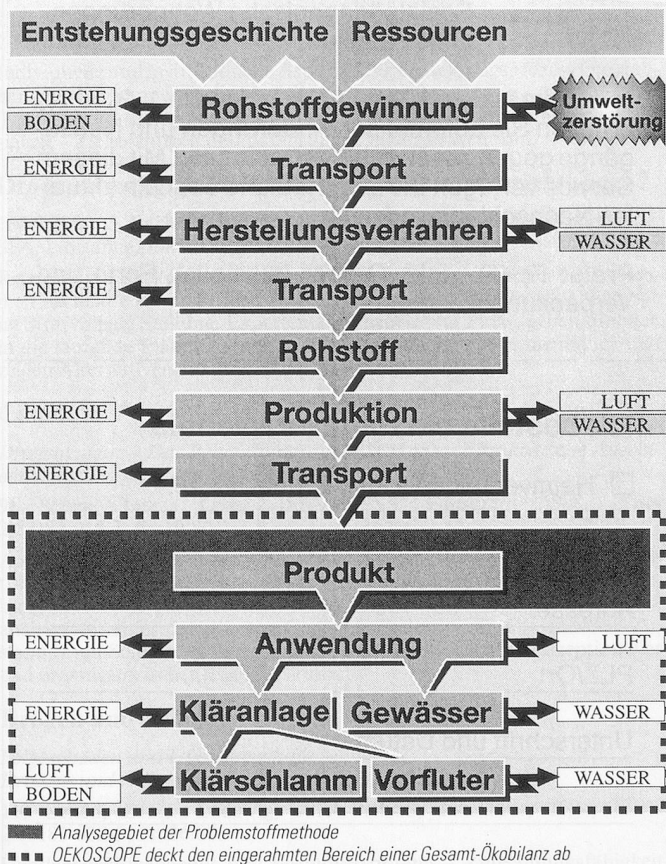 Entstehungsgeschichte Ressourcen
ENERGIE
BODEN
Rohstoffgewinnung
Umwelt-
zerstörung
ENERGIE
Transport
ENERGIE
Herstellungsverfahren
LUFT
WASSER
ENERGIE
Transport
Rohstoff
ENERGIE
Produktion
LUFT
WASSER
ENERGIE
Transport
Produkt
ENERGIE
Anwendung
LUFT
ENERGIE
Kläranlage
Gewässer
WASSER
LUFT
BODEN
Klärschlamm
Vorfluter
WASSER
Analysegebiet der Problemstoffmethode
OEKOSCOPE deckt den eingerahmten Bereich einer Gesamt-Ökobilanz ab